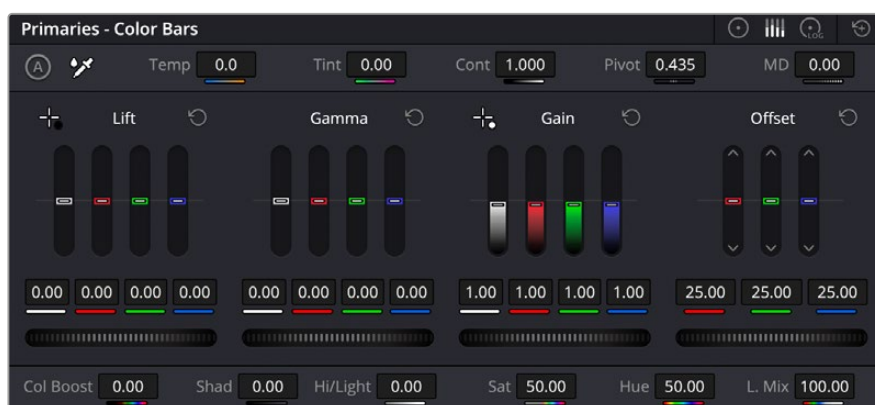 Primaries - Color Bars
LOG
A Temp 0.0 Tint 0.00 Cont 1.000 Pivot 0.435 MD 0.00
Lift Gamma Gain Offset
0.00 0.00 0.00 0.00 0.00 0.00 0.00 0.00 1.00 1.00 1.00 1.00 25.00 25.00 25.00
Col Boost 0.00 Shad 0.00 Hi/Light 0.00 Sat 50.00 Hue 50.00 L. Mix 100.00